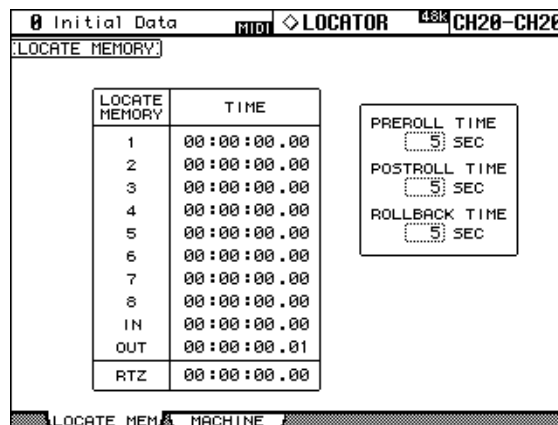 0 Initial Data MIDI ◇LOCATOR 48K CH20-CH20
LOCATE MEMORY
LOCATE MEMORY TIME
1 00:00:00.00
2 00:00:00.00
3 00:00:00.00
4 00:00:00.00
5 00:00:00.00
6 00:00:00.00
7 00:00:00.00
8 00:00:00.00
IN 00:00:00.00
OUT 00:00:00.01
RTZ 00:00:00.00
PREROLL TIME
5 SEC
POSTROLL TIME
5 SEC
ROLLBACK TIME
5 SEC
LOCATE MEM MACHINE